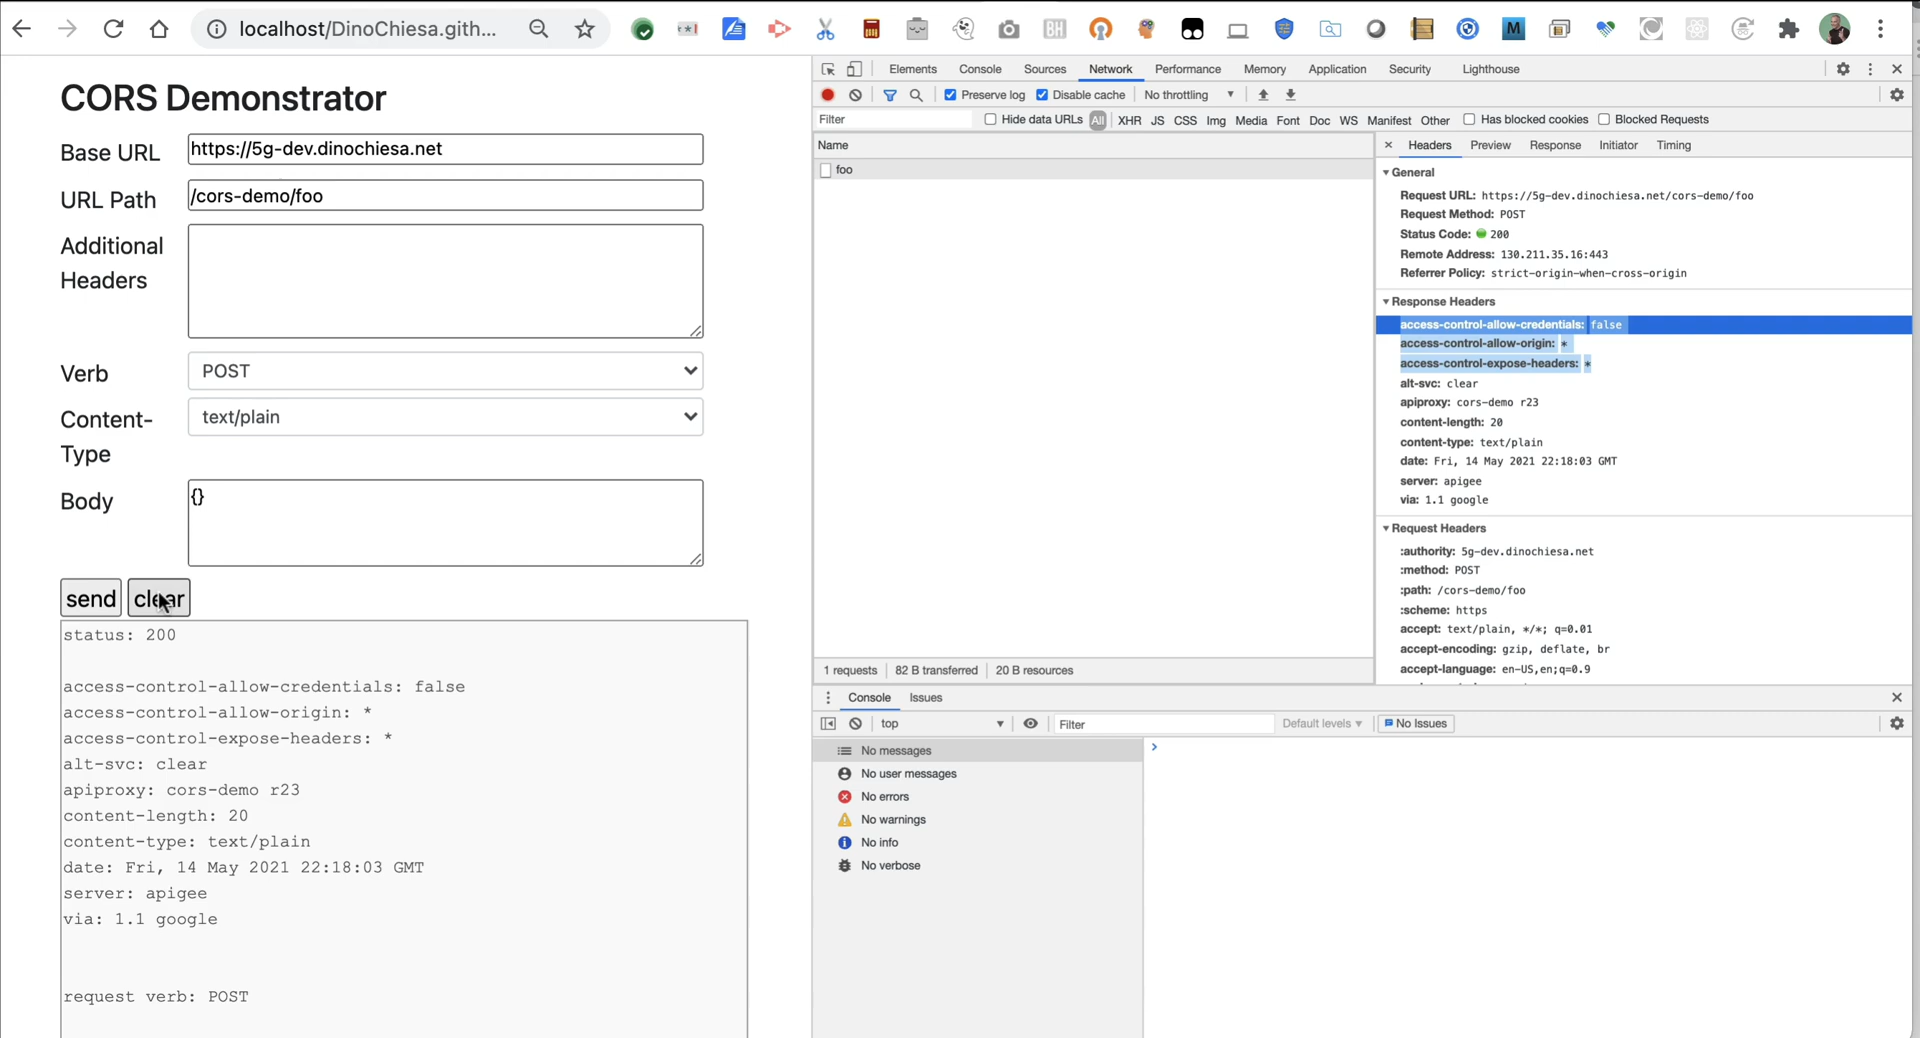 localhost/DinoChiesa.gith...
CORS Demonstrator
Base URL
https://5g-dev.dinochiesa.net
URL Path
/cors-demo/foo
Additional
Headers
Verb
POST
Content-
Type
text/plain
Body
{}
send
status: 200
access-control-allow-credentials: false
access-control-allow-origin: *
access-control-expose-headers: *
alt-svc: clear
apiproxy: cors-demo r23
content-length: 20
content-type: text/plain
date: Fri, 14 May 2021 22:18:03 GMT
server: apigee
via: 1.1 google
request verb: POST
Elements Console Sources Network Performance Memory Application Security Lighthouse
Preserve log Disable cache No throttling
Filter Hide data URLs All XHR JS CSS Img Media Font Doc WS Manifest Other Has blocked cookies Blocked Requests
Name
foo
1 requests 82 B transferred 20 B resources
Headers Preview Response Initiator Timing
General
Request URL: https://5g-dev.dinochiesa.net/cors-demo/foo
Request Method: POST
Status Code: 200
Remote Address: 130.211.35.16:443
Referrer Policy: strict-origin-when-cross-origin
Response Headers
access-control-allow-credentials: false
access-control-allow-origin: *
access-control-expose-headers: *
alt-svc: clear
apiproxy: cors-demo r23
content-length: 20
content-type: text/plain
date: Fri, 14 May 2021 22:18:03 GMT
server: apigee
via: 1.1 google
Request Headers
:authority: 5g-dev.dinochiesa.net
:method: POST
:path: /cors-demo/foo
:scheme: https
accept: text/plain, */*; q=0.01
accept-encoding: gzip, deflate, br
accept-language: en-US,en;q=0.9
Console Issues
top Filter Default levels No Issues
No messages
No user messages
No errors
No warnings
No info
No verbose